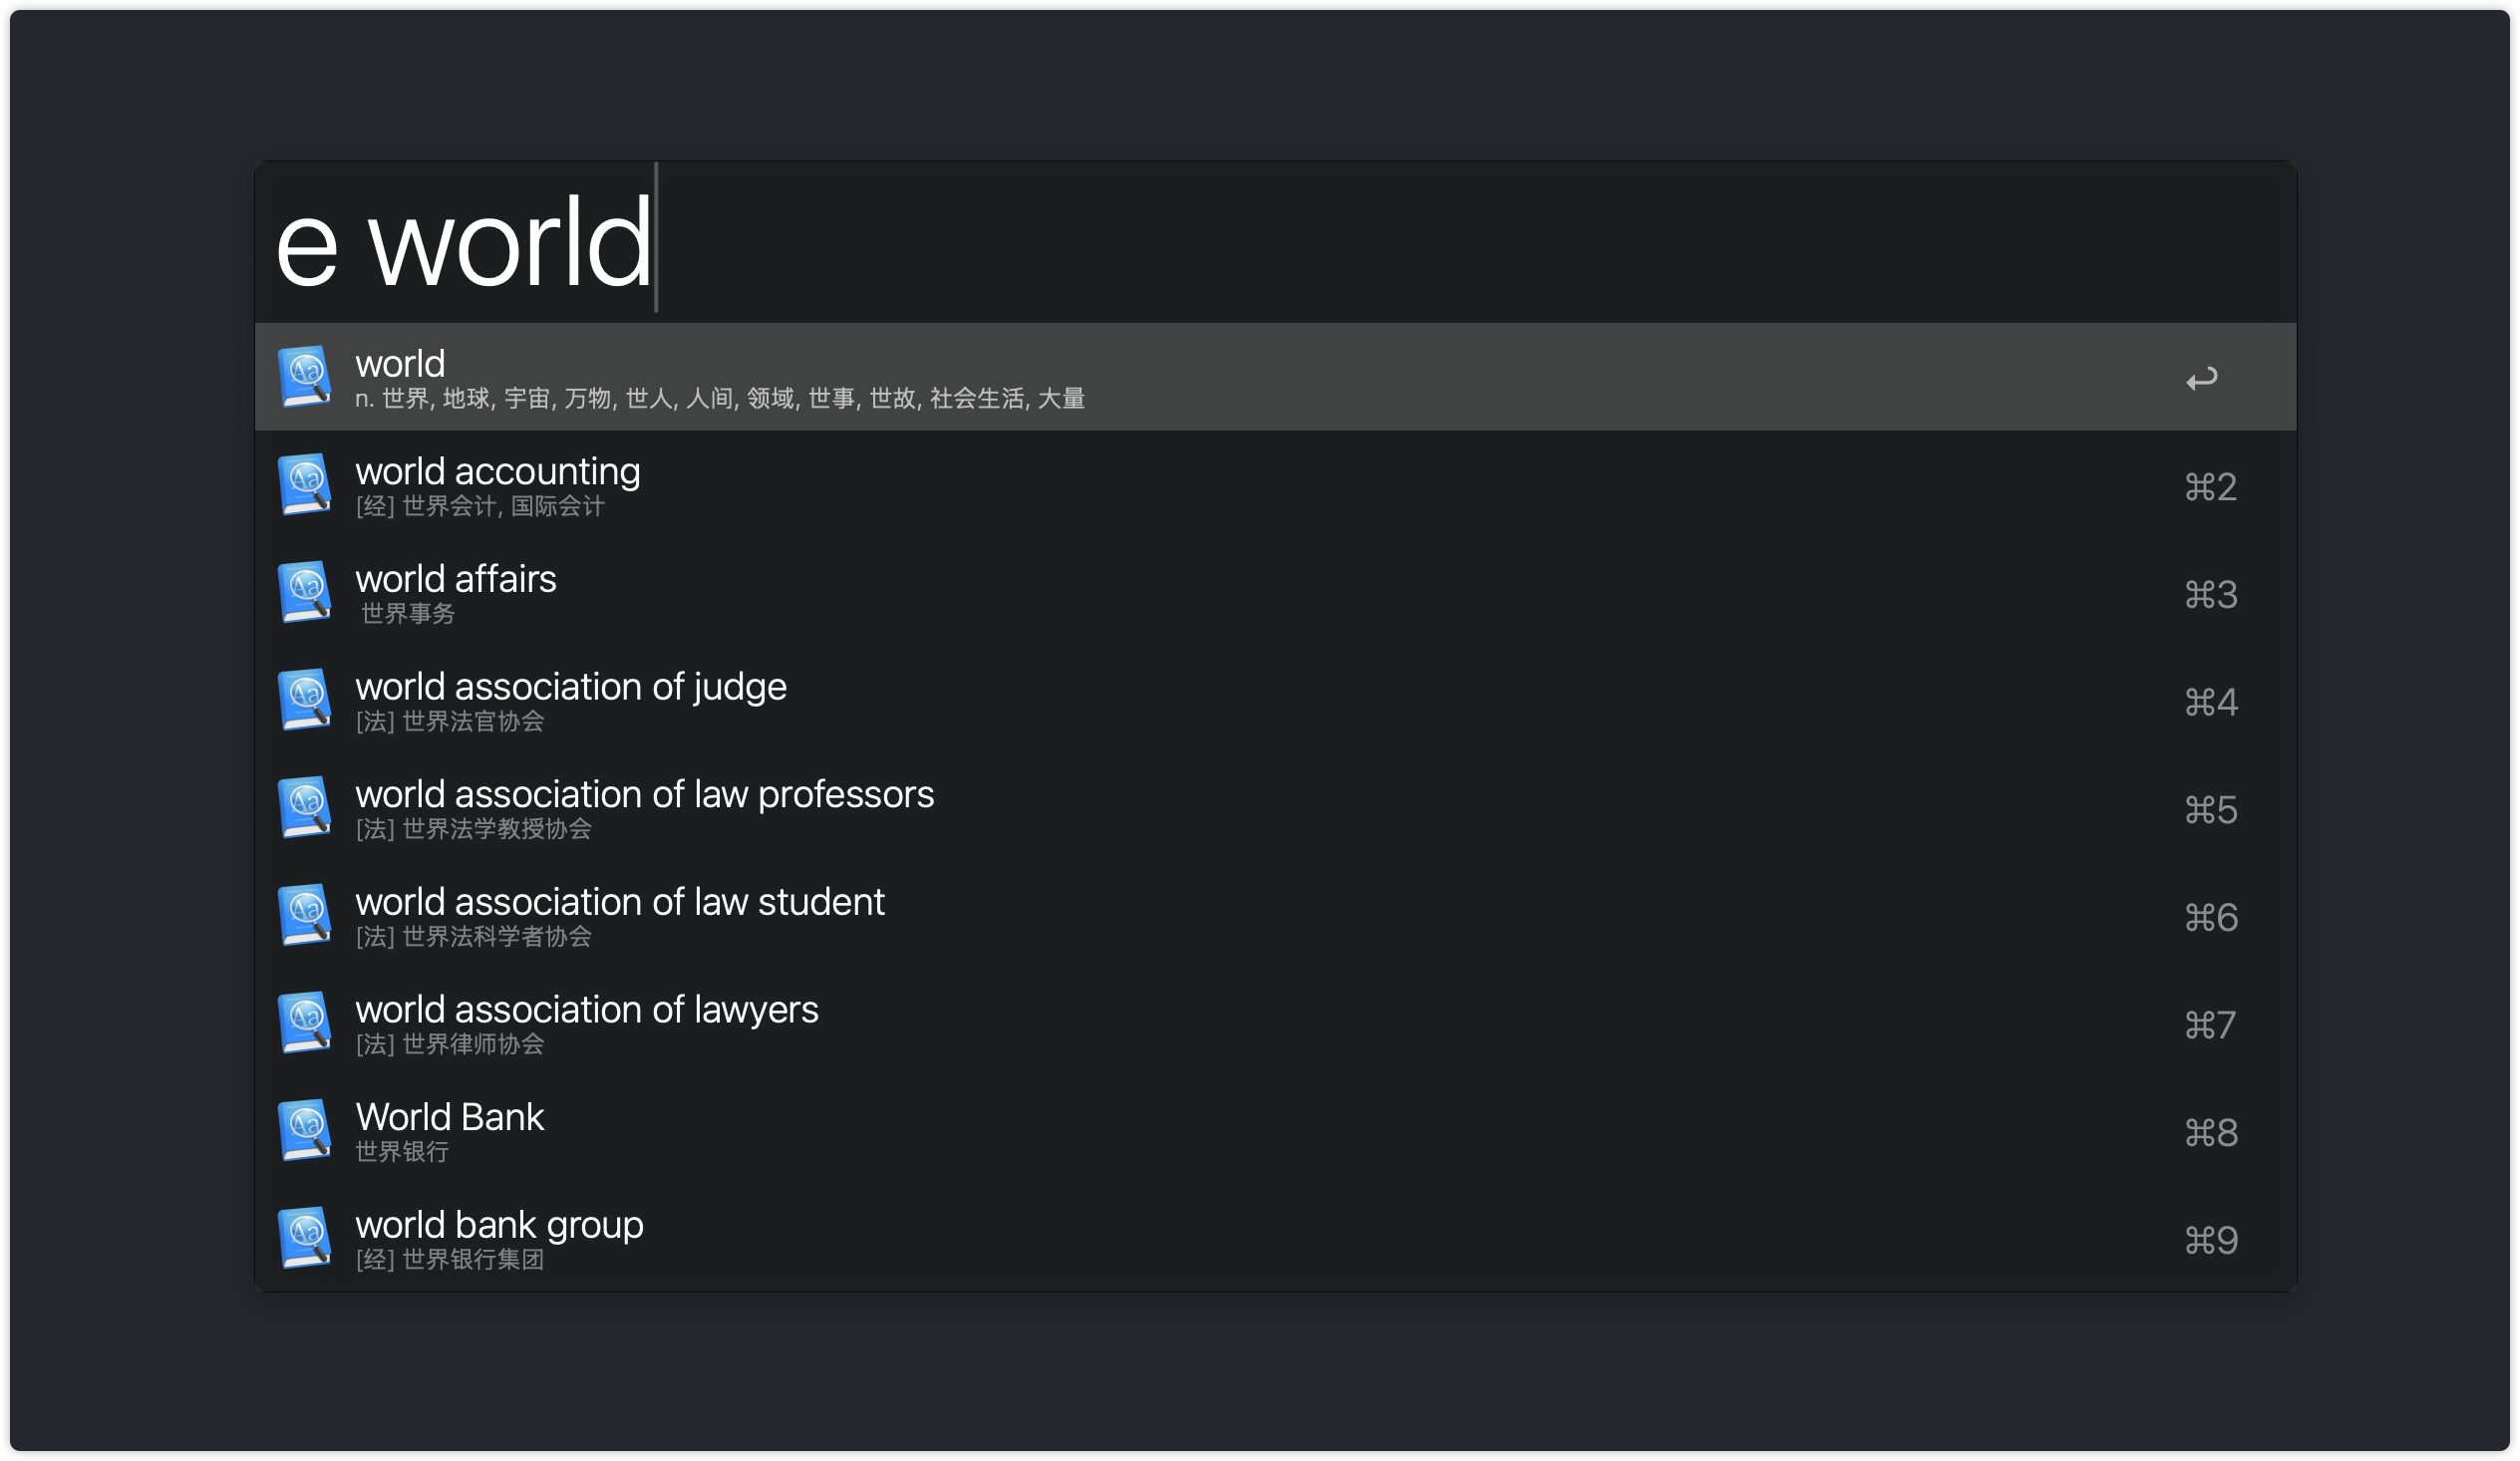 e world
world
n. 世界, 地球, 宇宙, 万物, 世人, 人间, 领域, 世事, 世故, 社会生活, 大量
↩
world accounting
[经] 世界会计, 国际会计
⌘2
world affairs
世界事务
⌘3
world association of judge
[法] 世界法官协会
⌘4
world association of law professors
[法] 世界法学教授协会
⌘5
world association of law student
[法] 世界法科学者协会
⌘6
world association of lawyers
[法] 世界律师协会
⌘7
World Bank
世界银行
⌘8
world bank group
[经] 世界银行集团
⌘9